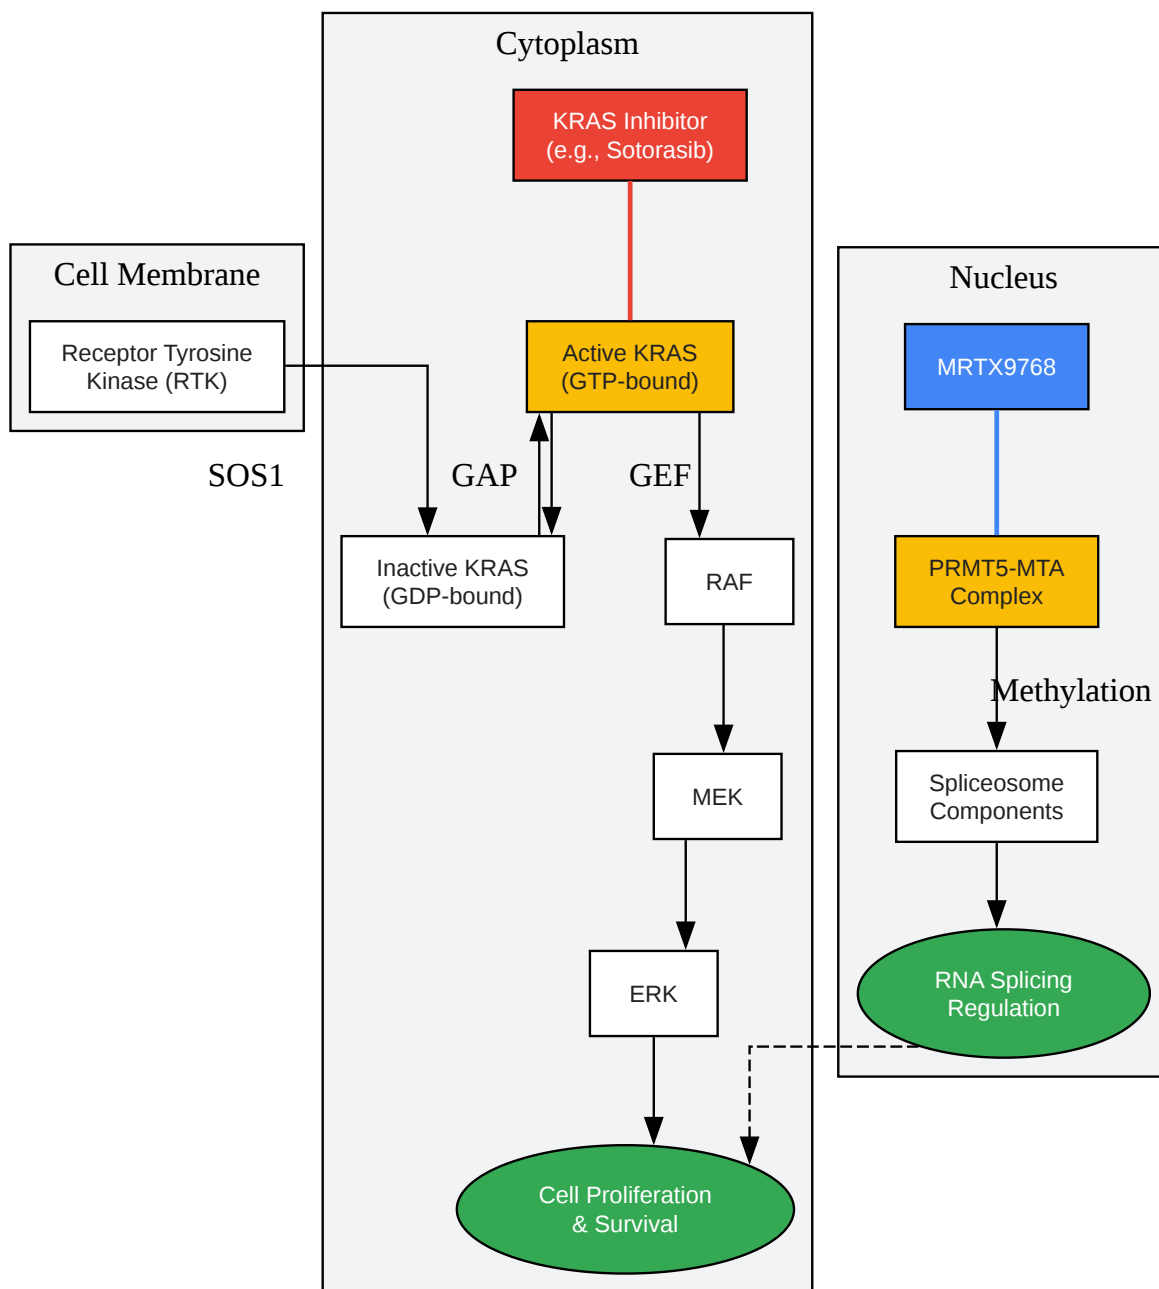 Cytoplasm
KRAS Inhibitor
(e.g., Sotorasib)
Cell Membrane
Receptor Tyrosine
Kinase (RTK)
Active KRAS
(GTP-bound)
Nucleus
MRTX9768
SOS1
GAP
GEF
Inactive KRAS
(GDP-bound)
RAF
PRMT5-MTA
Complex
Methylation
MEK
Spliceosome
Components
ERK
RNA Splicing
Regulation
Cell Proliferation
& Survival